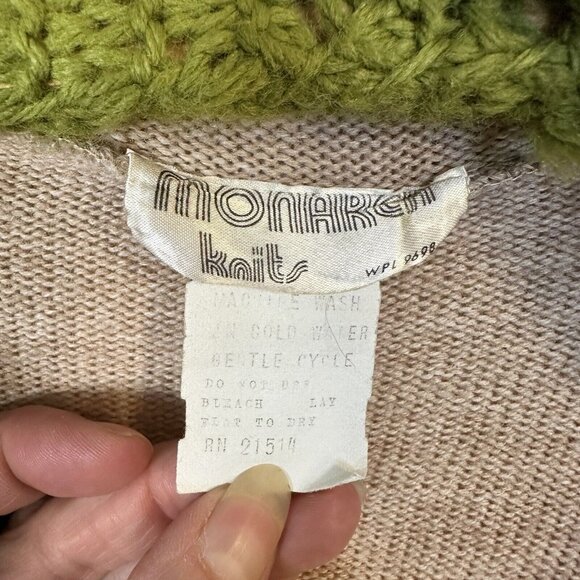 monarch
knits
WPL 9698
MACHINE WASH
IN COLD WATER
GENTLE CYCLE
DO NOT USE
BLEACH LAY
FLAT TO DRY
RN 21514